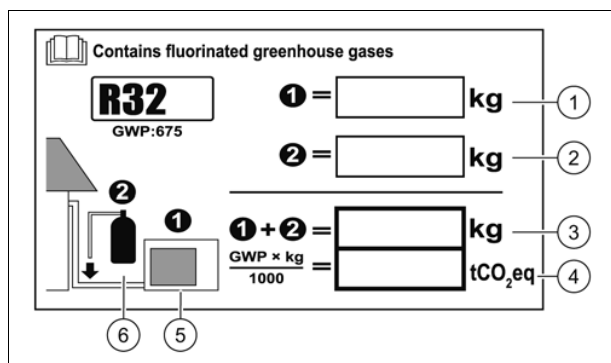 Contains fluorinated greenhouse gases
R32
GWP:675
❶ = kg
1
❷ = kg
2
❷
❶
❶+❷ = kg
3
GWP × kg
1000
= tCO₂eq
4
6
5